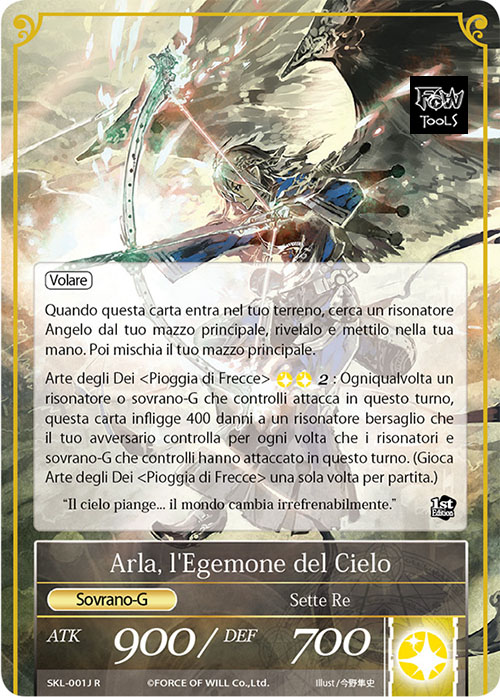 FoW
TooLS
Volare
Quando questa carta entra nel tuo terreno, cerca un risonatore
Angelo dal tuo mazzo principale, rivelalo e mettilo nella tua
mano. Poi mischia il tuo mazzo principale.
Arte degli Dei <Pioggia di Frecce> 2 : Ogniqualvolta un
risonatore o sovrano-G che controlli attacca in questo turno,
questa carta infligge 400 danni a un risonatore bersaglio che
il tuo avversario controlla per ogni volta che i risonatori e
sovrano-G che controlli hanno attaccato in questo turno. (Gioca
Arte degli Dei <Pioggia di Frecce> una sola volta per partita.)
“Il cielo piange... il mondo cambia irrefrenabilmente.”
1st
Edition
Arla, l'Egemone del Cielo
Sovrano-G Sette Re
ATK 900/ DEF 700
SKL-001J R ©FORCE OF WILL Co.,Ltd. Illust/今野隼史